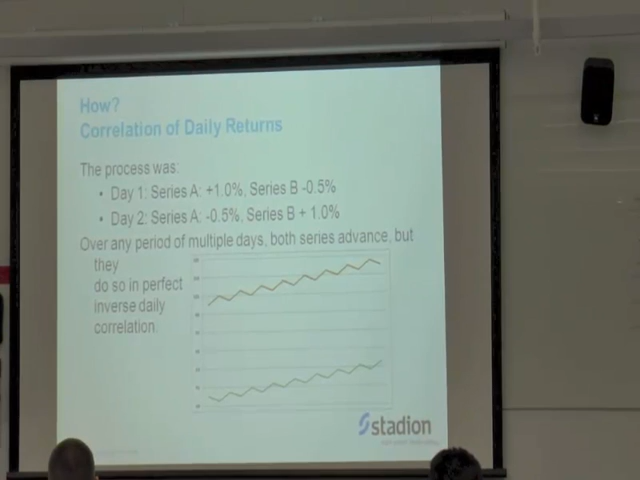 How?
Correlation of Daily Returns
The process was:
• Day 1: Series A: +1.0%, Series B -0.5%
• Day 2: Series A: -0.5%, Series B + 1.0%
Over any period of multiple days, both series advance, but
they
do so in perfect
inverse daily
correlation.
stadion